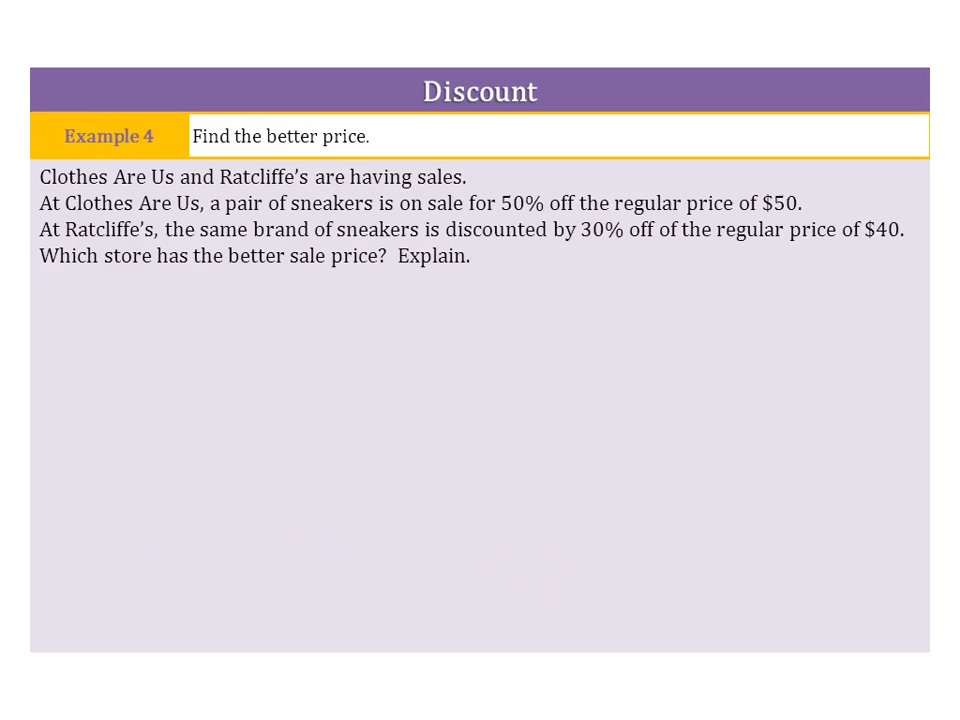 Discount
Example 4
Find the better price.
Clothes Are Us and Ratcliffe’s are having sales.
At Clothes Are Us, a pair of sneakers is on sale for 50% off the regular price of $50.
At Ratcliffe’s, the same brand of sneakers is discounted by 30% off of the regular price of $40.
Which store has the better sale price?  Explain.